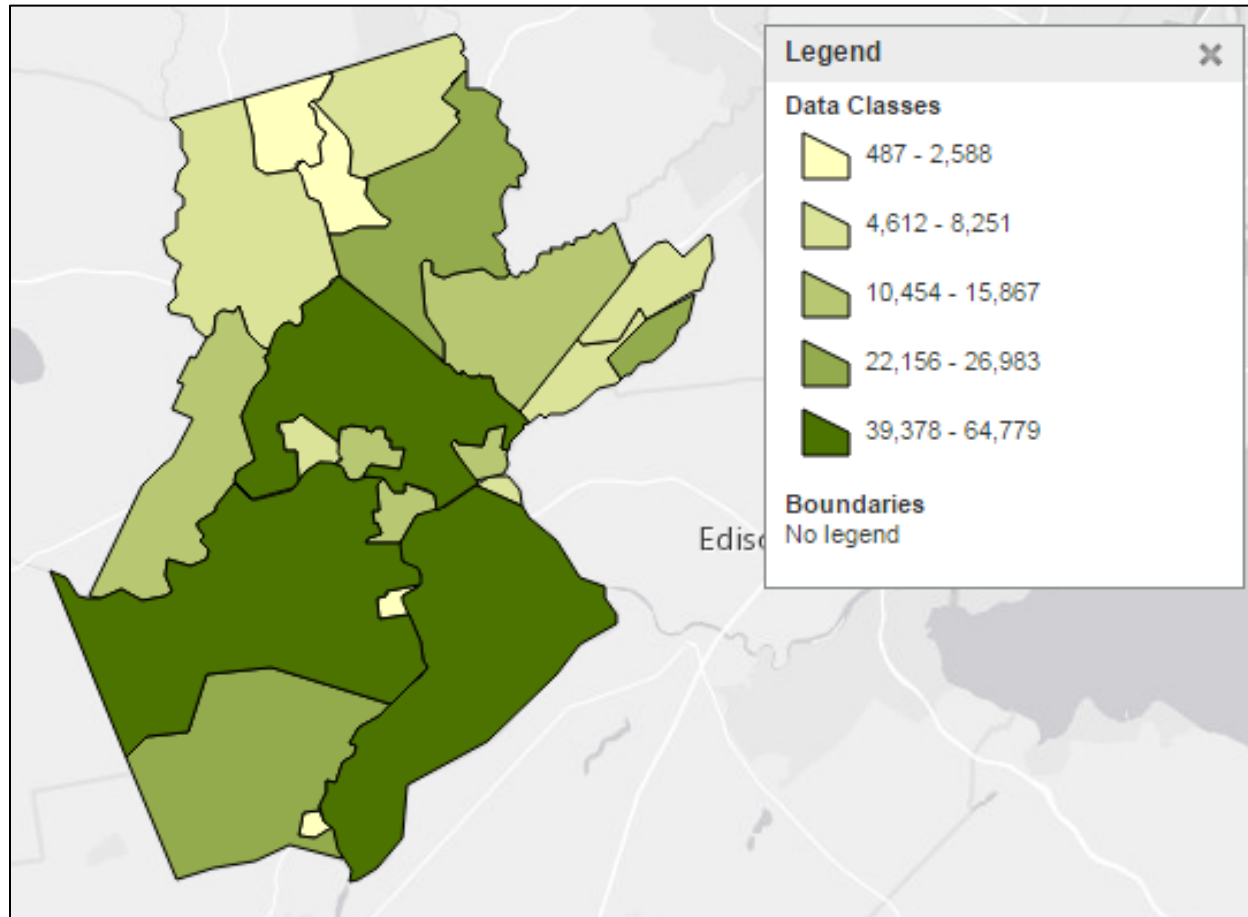 Legend
Data Classes
487 - 2,588
4,612 - 8,251
10,454 - 15,867
22,156 - 26,983
39,378 - 64,779
Boundaries
No legend